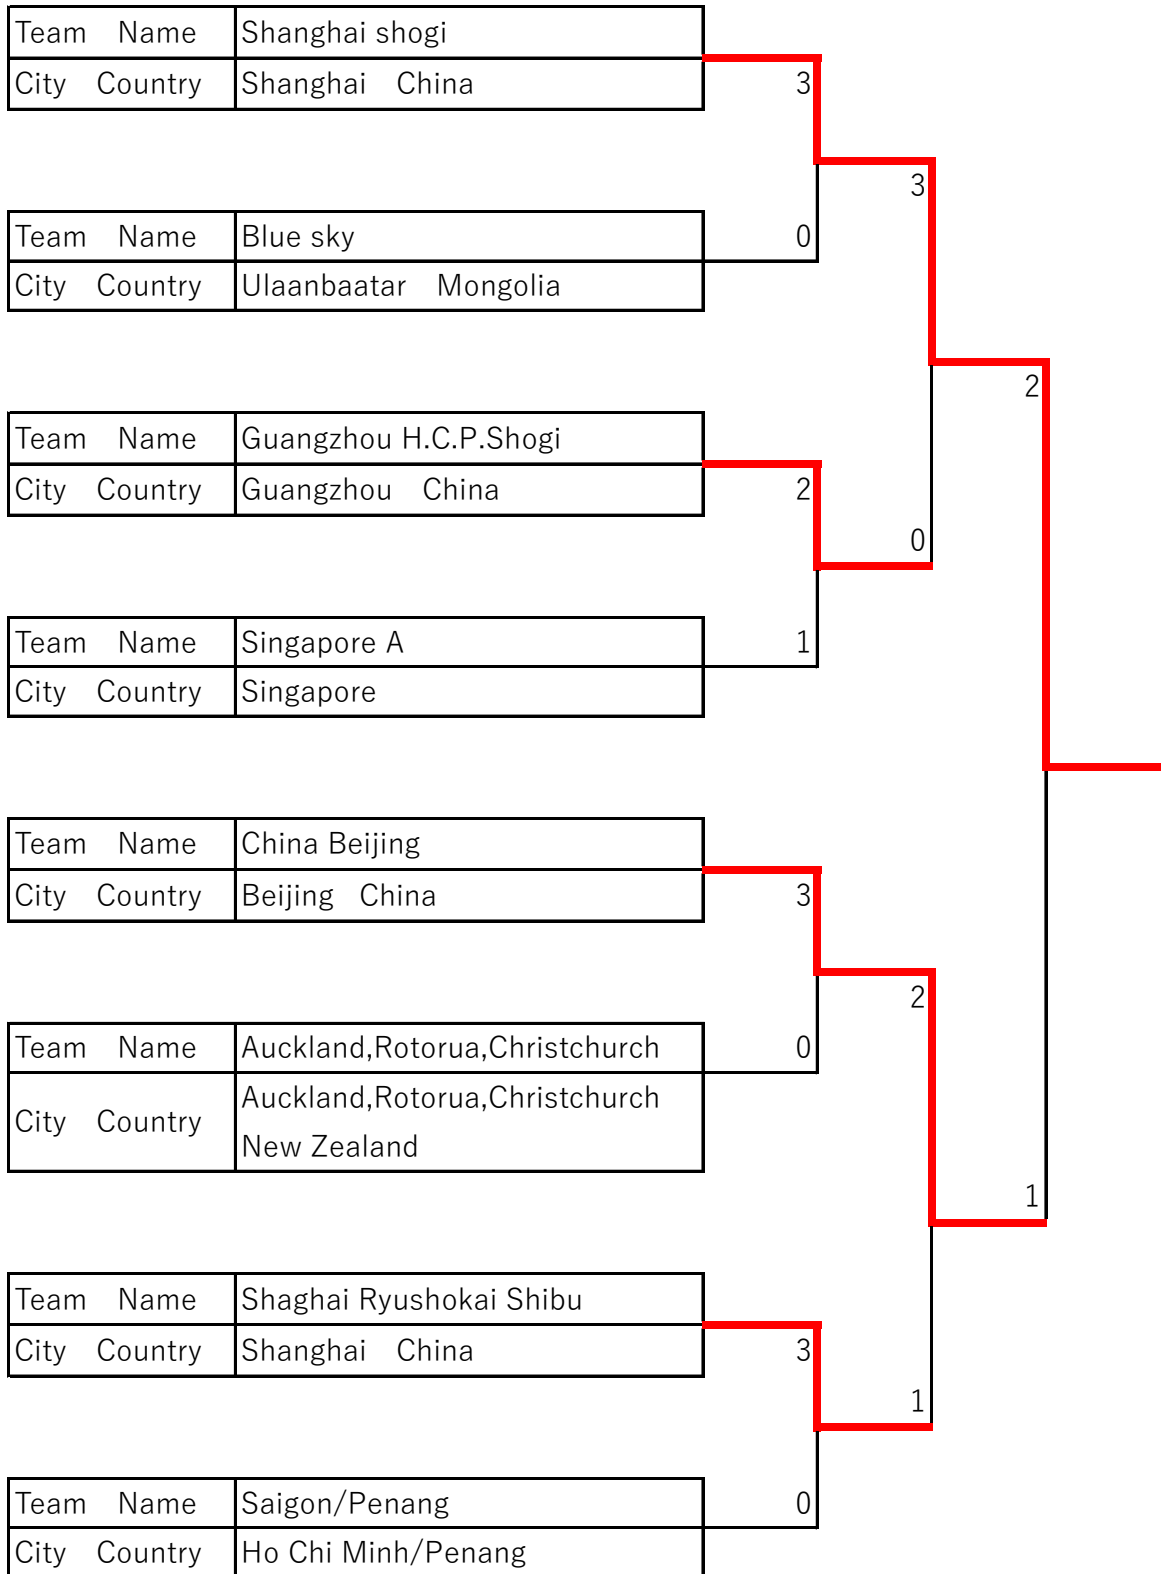 Team　Name Shanghai shogi
City　Country Shanghai　China
3
3
Team　Name Blue sky
0
City　Country Ulaanbaatar　Mongolia
2
Team　Name Guangzhou H.C.P.Shogi
City　Country Guangzhou　China
2
0
Team　Name Singapore A
1
City　Country Singapore
Team　Name China Beijing
City　Country Beijing　China
3
2
Team　Name Auckland,Rotorua,Christchurch
0
City　Country Auckland,Rotorua,Christchurch
New Zealand
1
Team　Name Shaghai Ryushokai Shibu
City　Country Shanghai　China
3
1
Team　Name Saigon/Penang
0
City　Country Ho Chi Minh/Penang